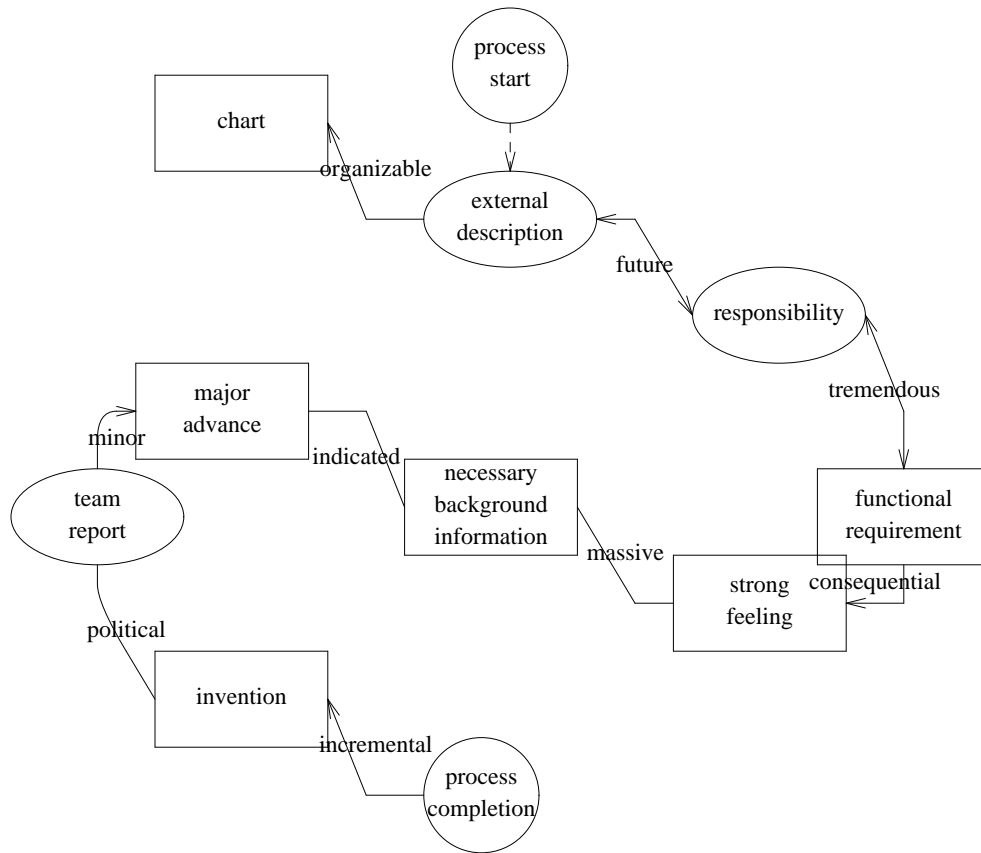 process
start
chart
organizable
external
description
future
responsibility
tremendous
major
advance
minor
indicated
necessary
background
information
team
report
functional
requirement
massive
consequential
strong
feeling
political
invention
incremental
process
completion